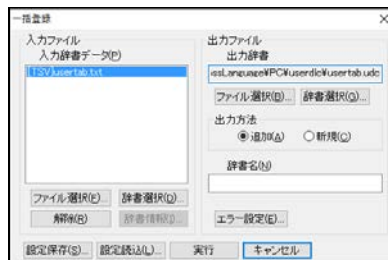 一括登録
入力ファイル
入力辞書データ(P)
[TSV]usertab.txt
ファイル選択(F)...
辞書選択(D)...
解除(R)
辞書情報(I)...
出力ファイル
出力辞書
ssLanguage¥PC¥userdic¥usertab.udc
ファイル選択(B)...
辞書選択(G)...
出力方法
追加(A)
新規(C)
辞書名(N)
エラー設定(E)...
設定保存(S)...
設定読込(L)...
実行
キャンセル